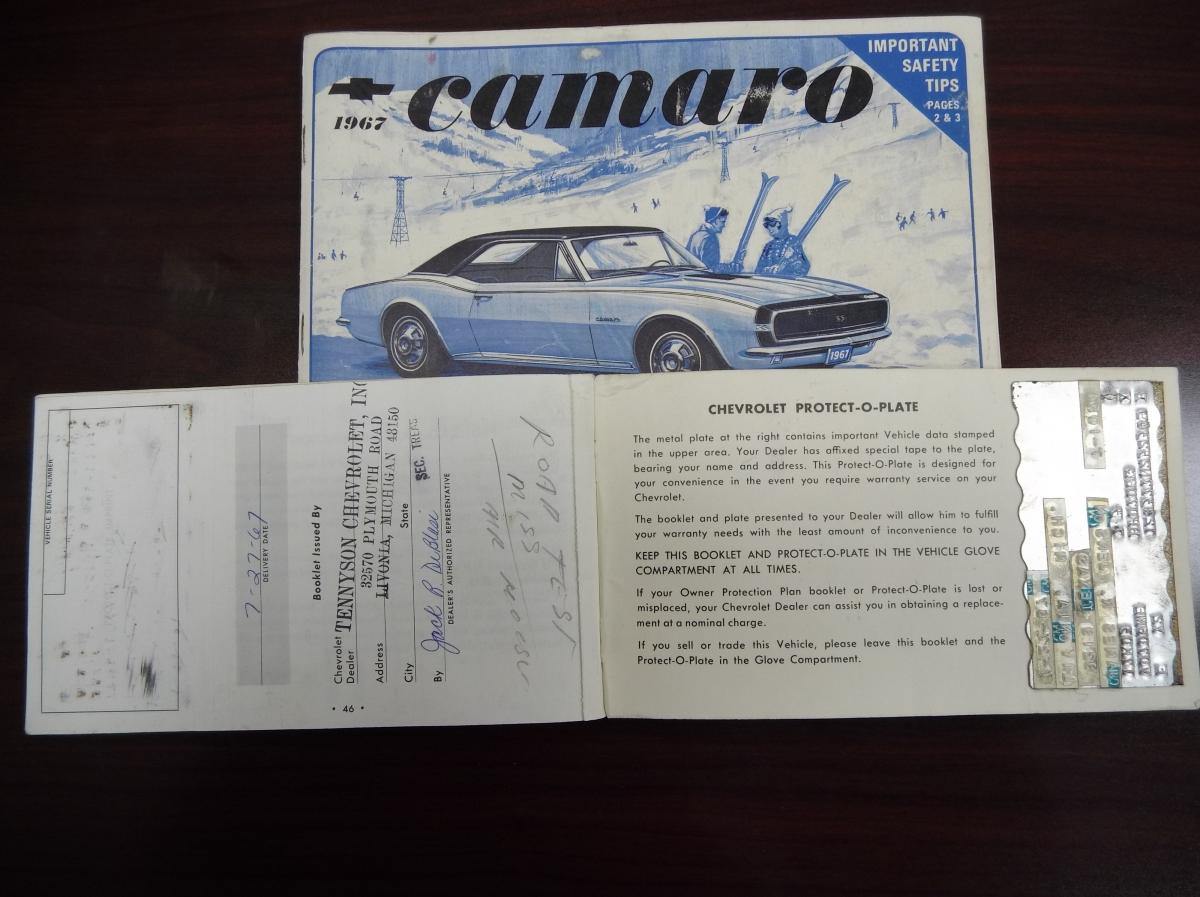 IMPORTANT
SAFETY
TIPS
PAGES
2 & 3
camaro
1967
camaro
SS
1967
VEHICLE SERIAL NUMBER
7-27-67
DELIVERY DATE
Booklet Issued By
Chevrolet
Dealer TENNYSON CHEVROLET, INC
32570 PLYMOUTH ROAD
Address LIVONIA, MICHIGAN 48150
City State
SEC. TREAS
By Jack R.
DEALER'S AUTHORIZED REPRESENTATIVE
ROAD TEST
MISS
AIR
• 46 •
CHEVROLET PROTECT-O-PLATE
The metal plate at the right contains important Vehicle data stamped
in the upper area. Your Dealer has affixed special tape to the plate,
bearing your name and address. This Protect-O-Plate is designed for
your convenience in the event you require warranty service on your
Chevrolet.
The booklet and plate presented to your Dealer will allow him to fulfill
your warranty needs with the least amount of inconvenience to you.
KEEP THIS BOOKLET AND PROTECT-O-PLATE IN THE VEHICLE GLOVE
COMPARTMENT AT ALL TIMES.
If your Owner Protection Plan booklet or Protect-O-Plate is lost or
misplaced, your Chevrolet Dealer can assist you in obtaining a replace-
ment at a nominal charge.
If you sell or trade this Vehicle, please leave this booklet and the
Protect-O-Plate in the Glove Compartment.